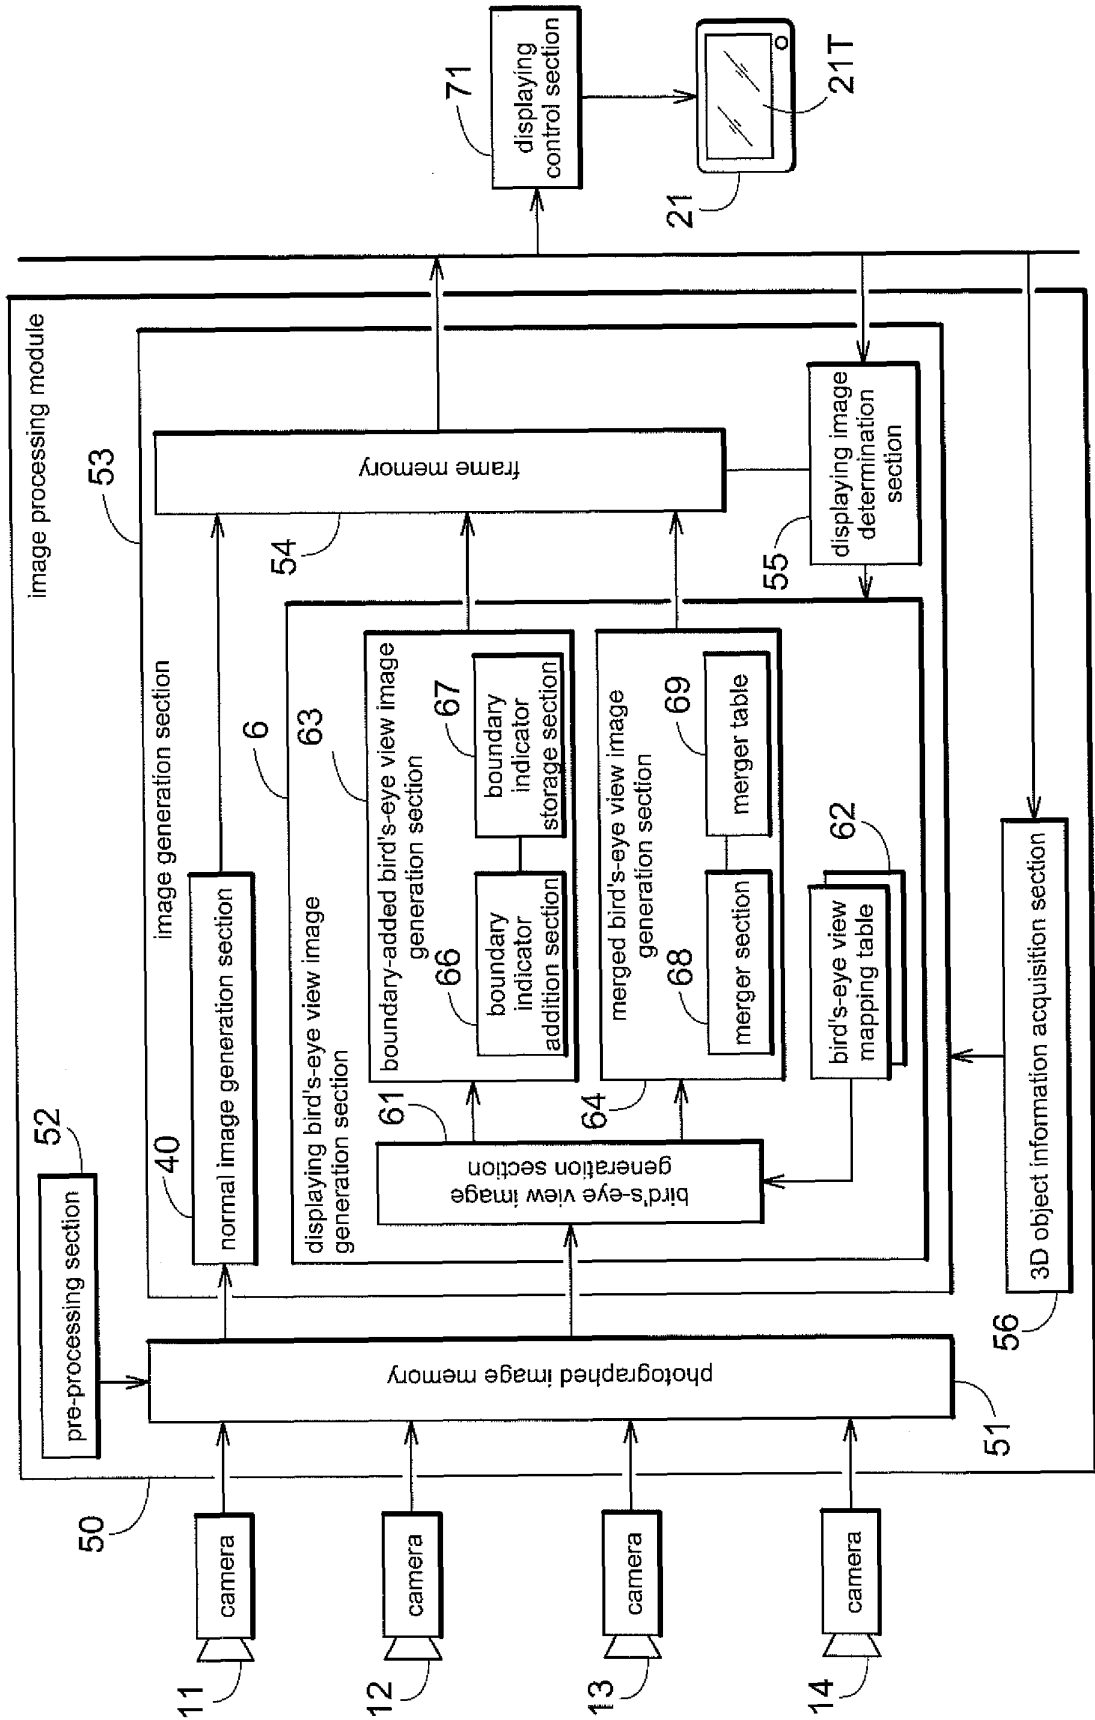 image processing module
50
pre-processing section
52
53
image generation section
40
normal image generation section
54
frame memory
6
displaying bird's-eye view image
generation section
63
boundary-added bird's-eye view image
generation section
66
boundary
indicator
addition section
67
boundary
indicator
storage section
61
bird's-eye view image
generation section
64
merged bird's-eye view image
generation section
68
merger section
69
merger table
62
bird's-eye view
mapping table
55
displaying image
determination
section
56
3D object information acquisition section
51
photographed image memory
11
camera
12
camera
13
camera
14
camera
71
displaying
control section
21
21T